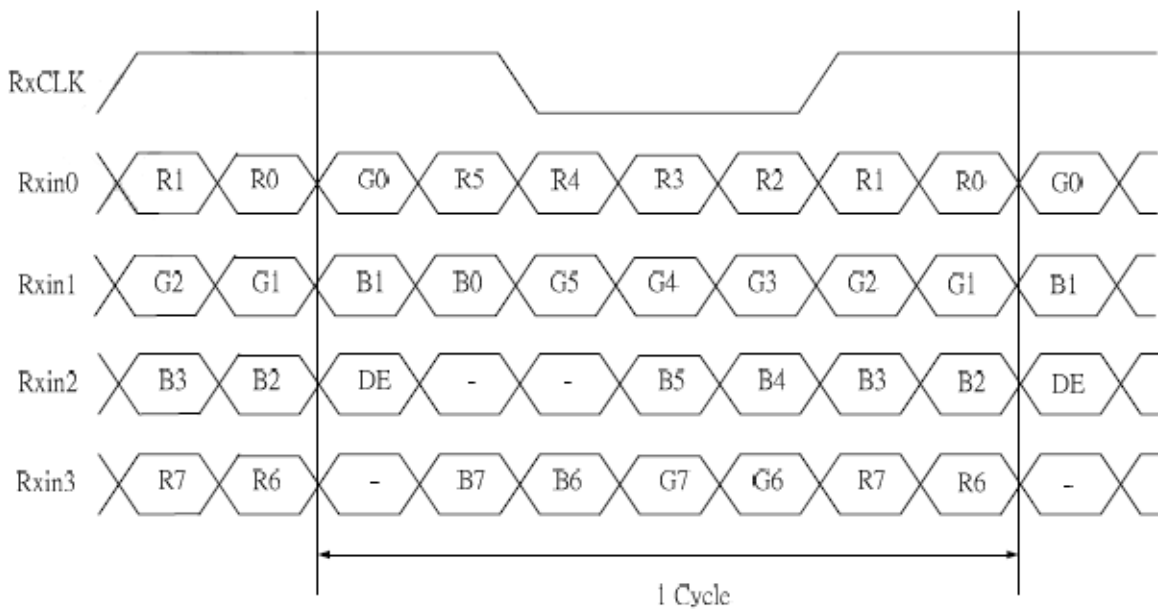 RxCLK
Rxin0 R1 R0 G0 R5 R4 R3 R2 R1 R0 G0
Rxin1 G2 G1 B1 B0 G5 G4 G3 G2 G1 B1
Rxin2 B3 B2 DE - - B5 B4 B3 B2 DE
Rxin3 R7 R6 - B7 B6 G7 G6 R7 R6 -
1 Cycle